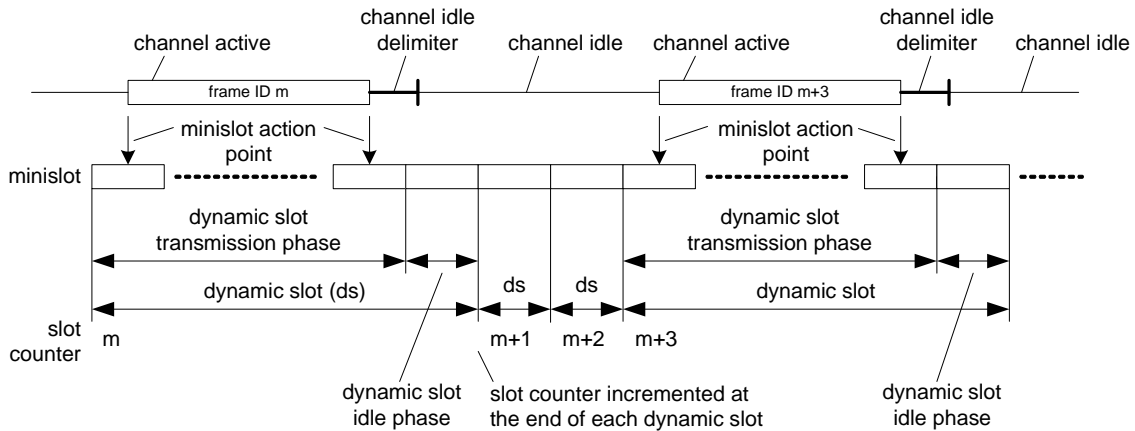 channel idle
channel idle
channel active
delimiter
channel idle
channel active
delimiter
channel idle
frame ID m
frame ID m+3
minislot action
minislot action
point
point
minislot
dynamic slot
dynamic slot
transmission phase
transmission phase
ds
ds
dynamic slot (ds)
dynamic slot
slot
counter
m
m+1
m+2
m+3
dynamic slot
idle phase
slot counter incremented at
the end of each dynamic slot
dynamic slot
idle phase